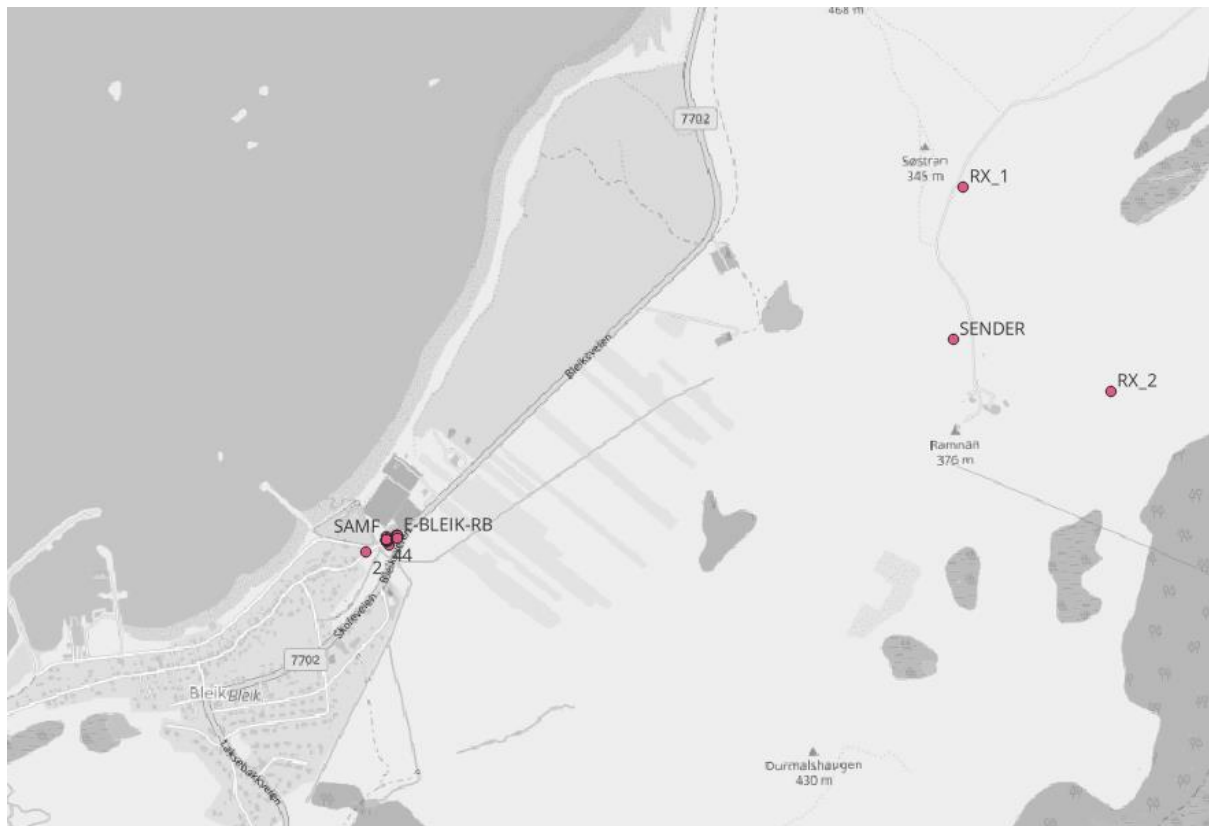 468 m
7702
Søstran
345 m
RX_1
SENDER
RX_2
Bleiksveien
Ramnan
376 m
SAMF
E-BLEIK-RB
2
44
Skoleveien
7702
Bleik
Bleik
Laksebakkveien
Durmalshaugen
430 m